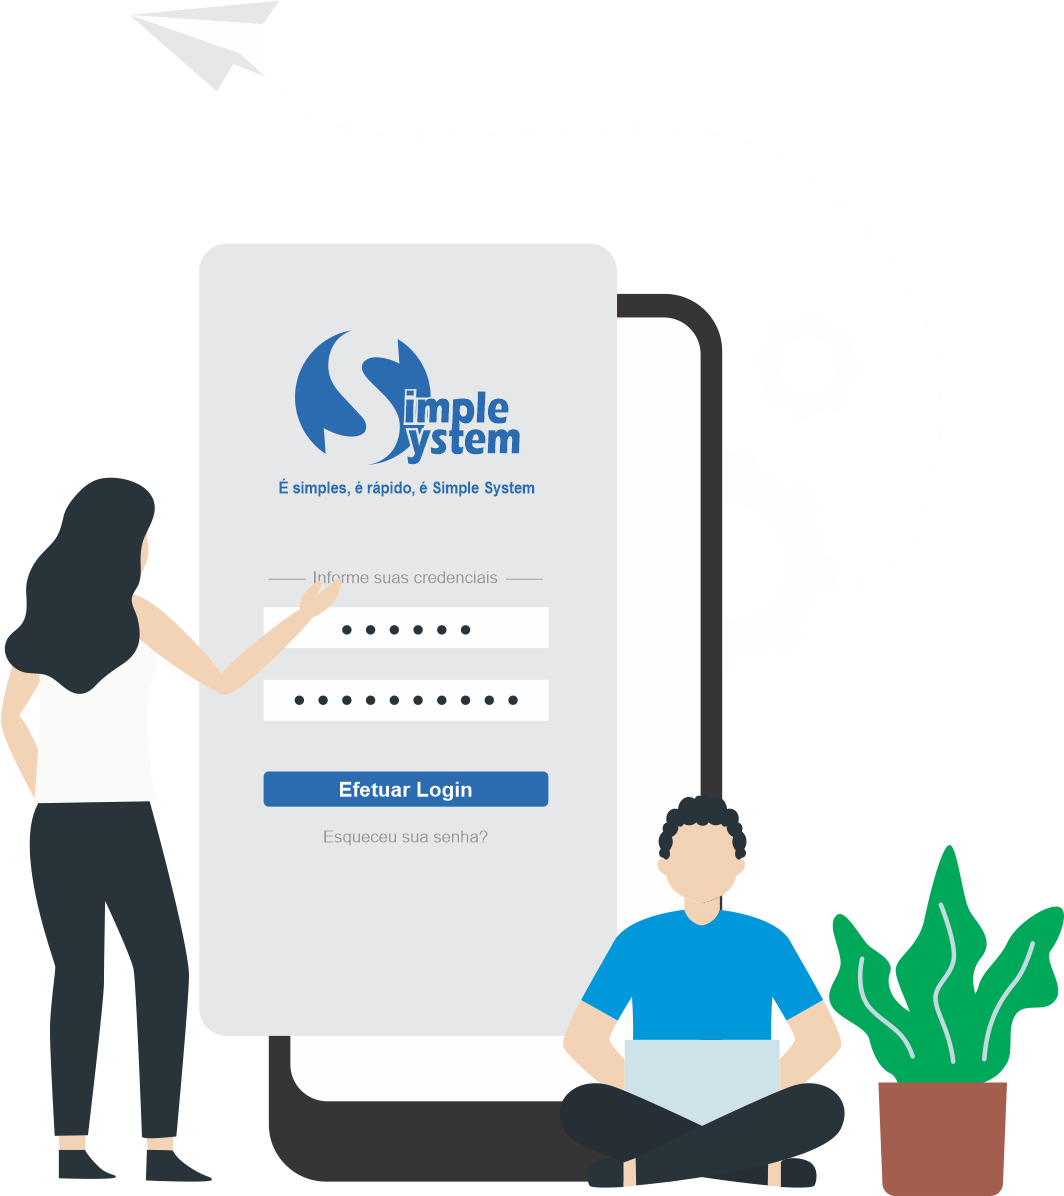 Simple
System
É simples, é rápido, é Simple System
Informe suas credenciais
Efetuar Login
Esqueceu sua senha?